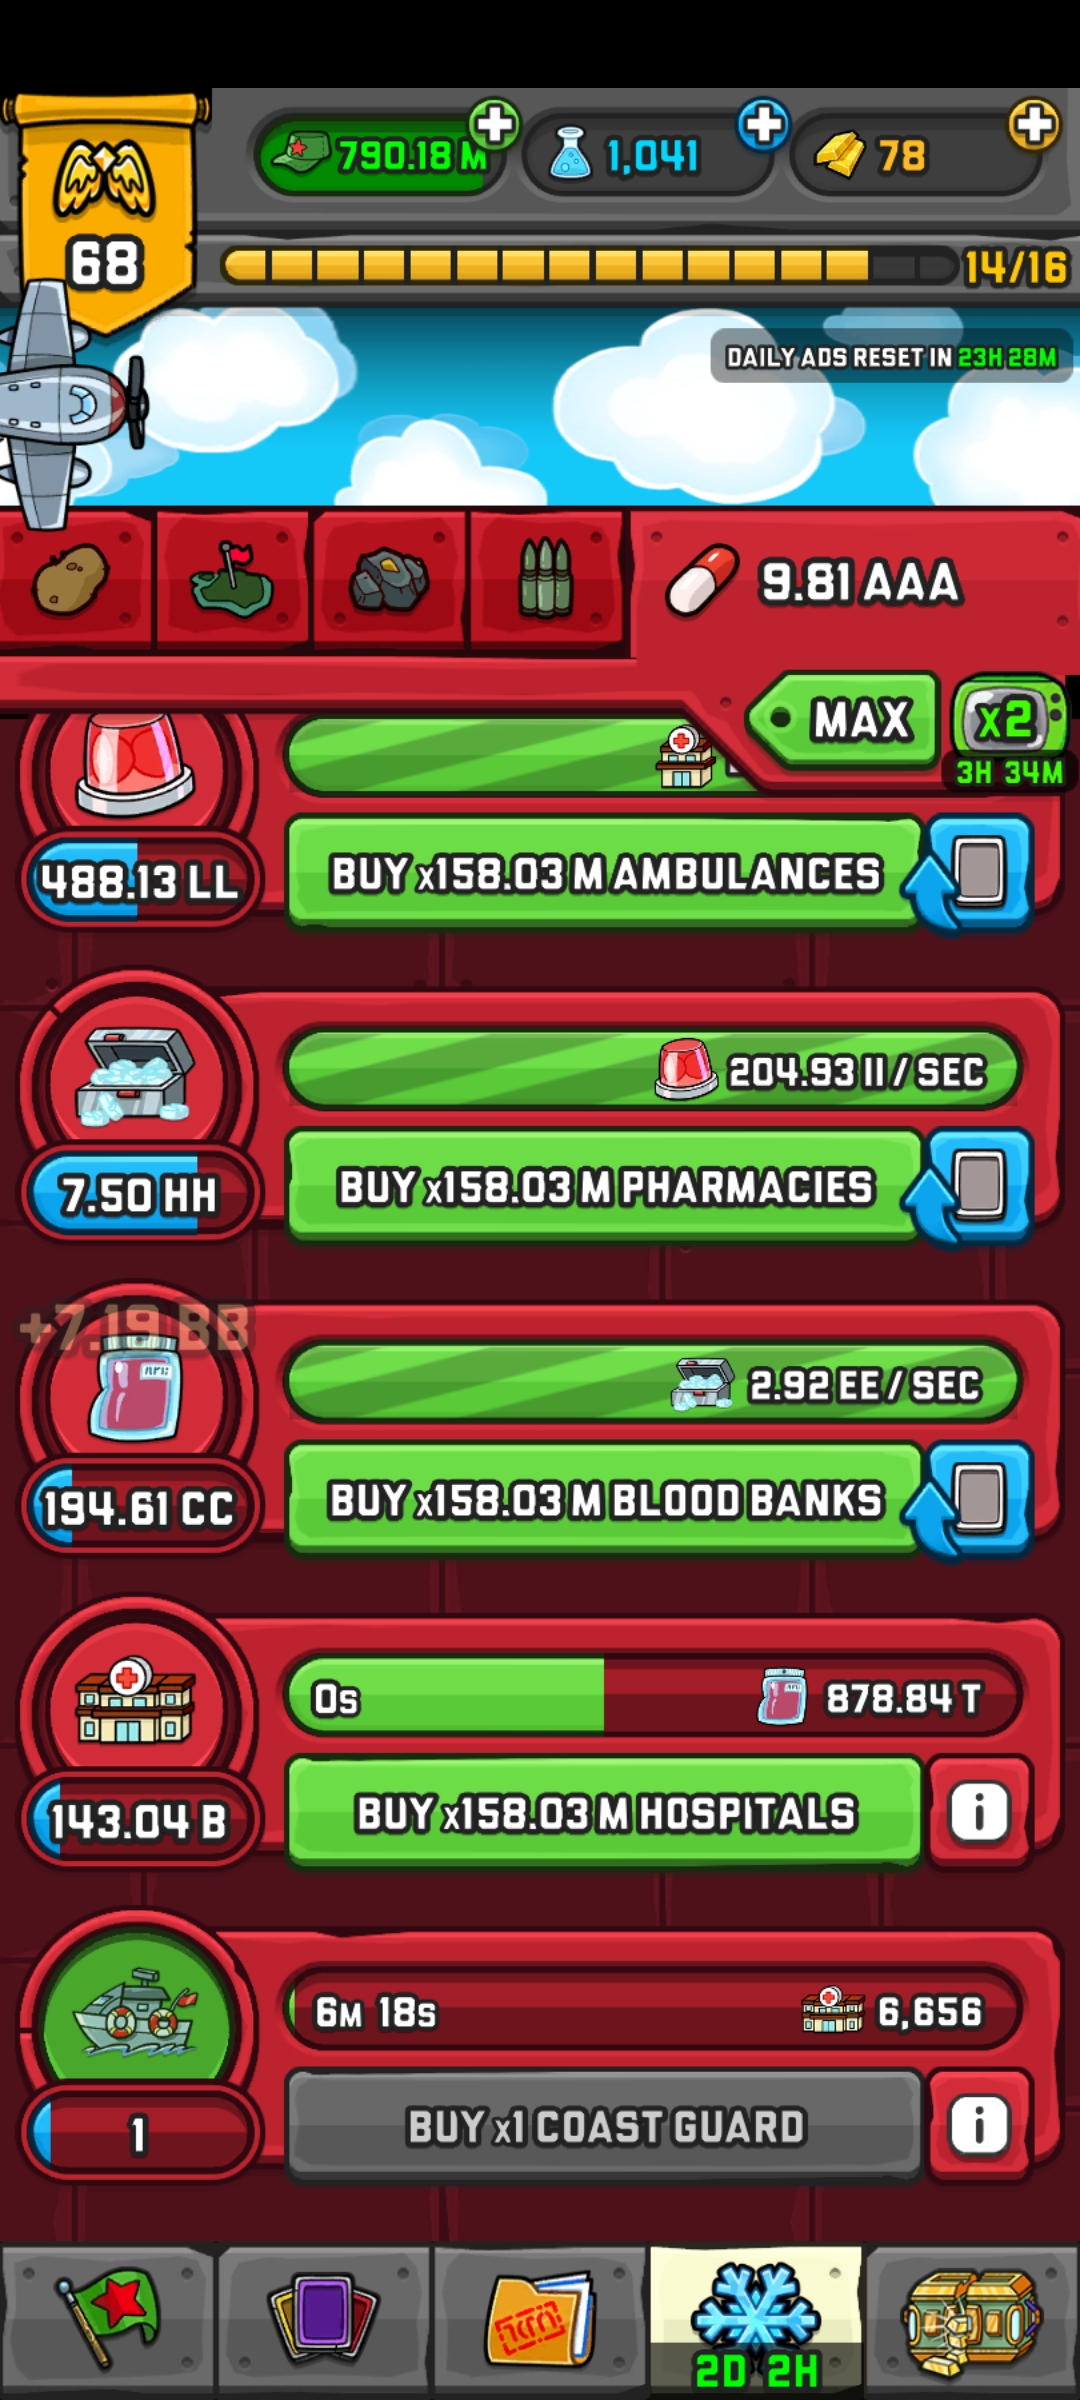 790.18 M
1,041
78
68
14/16
DAILY ADS RESET IN 23H 28M
9.81 AAA
MAX
x2
3H 34M
488.13 LL
BUY x158.03 M AMBULANCES
204.93 II / SEC
7.50 HH
BUY x158.03 M PHARMACIES
+7.19 BB
2.92 EE / SEC
194.61 CC
BUY x158.03 M BLOOD BANKS
0s
878.84 T
143.04 B
BUY x158.03 M HOSPITALS
i
6M 18s
6,656
1
BUY x1 COAST GUARD
i
2D 2H